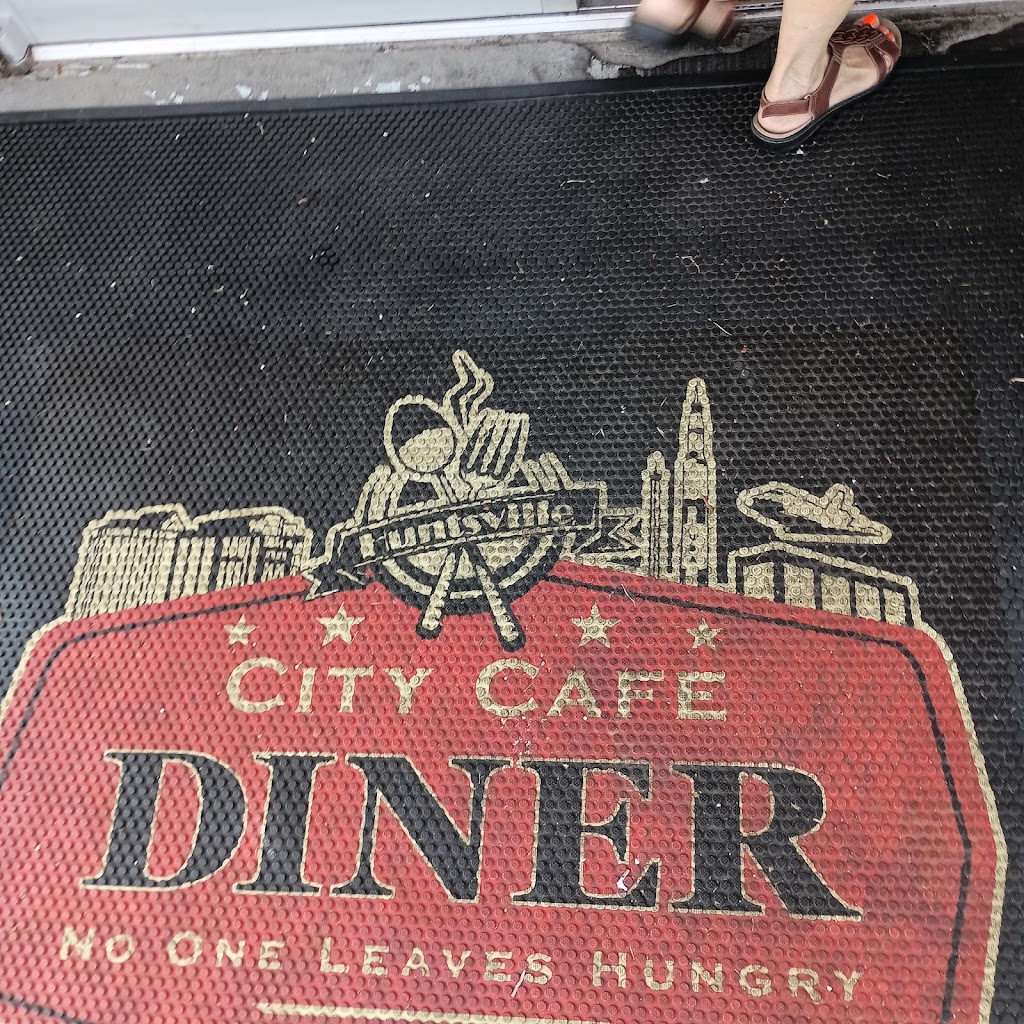 Huntsville
CITY CAFE
DINER
NO ONE LEAVES HUNGRY